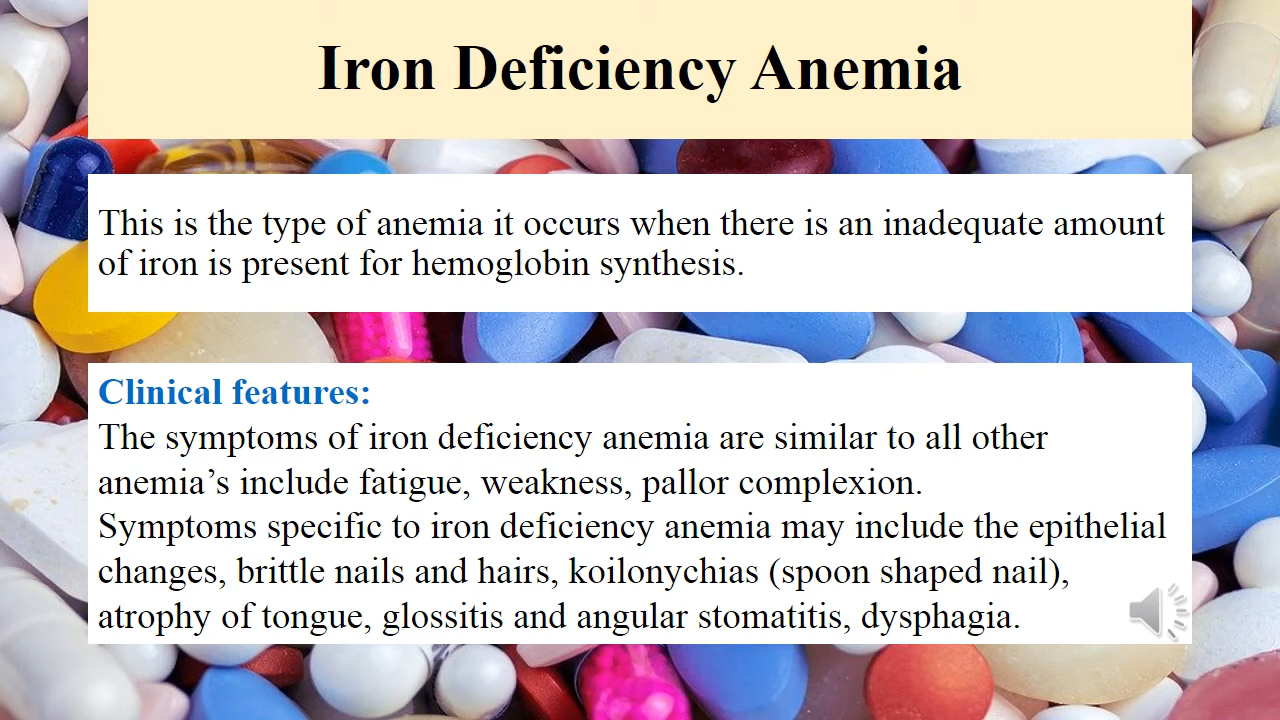 Iron Deficiency Anemia
This is the type of anemia it occurs when there is an inadequate amount
of iron is present for hemoglobin synthesis.
Clinical features:
The symptoms of iron deficiency anemia are similar to all other
anemia’s include fatigue, weakness, pallor complexion.
Symptoms specific to iron deficiency anemia may include the epithelial
changes, brittle nails and hairs, koilonychias (spoon shaped nail),
atrophy of tongue, glossitis and angular stomatitis, dysphagia.